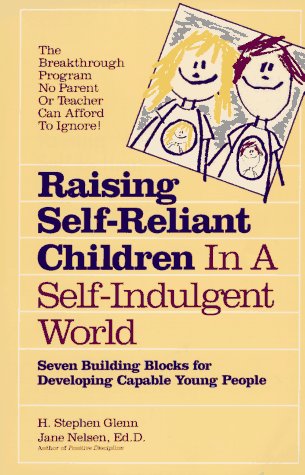 The
Breakthrough
Program
No Parent
Or Teacher
Can Afford
To Ignore!
Raising
Self-Reliant
Children In A
Self-Indulgent
World
Seven Building Blocks for
Developing Capable Young People
H. Stephen Glenn
Jane Nelsen, Ed.D.
Author of Positive Discipline